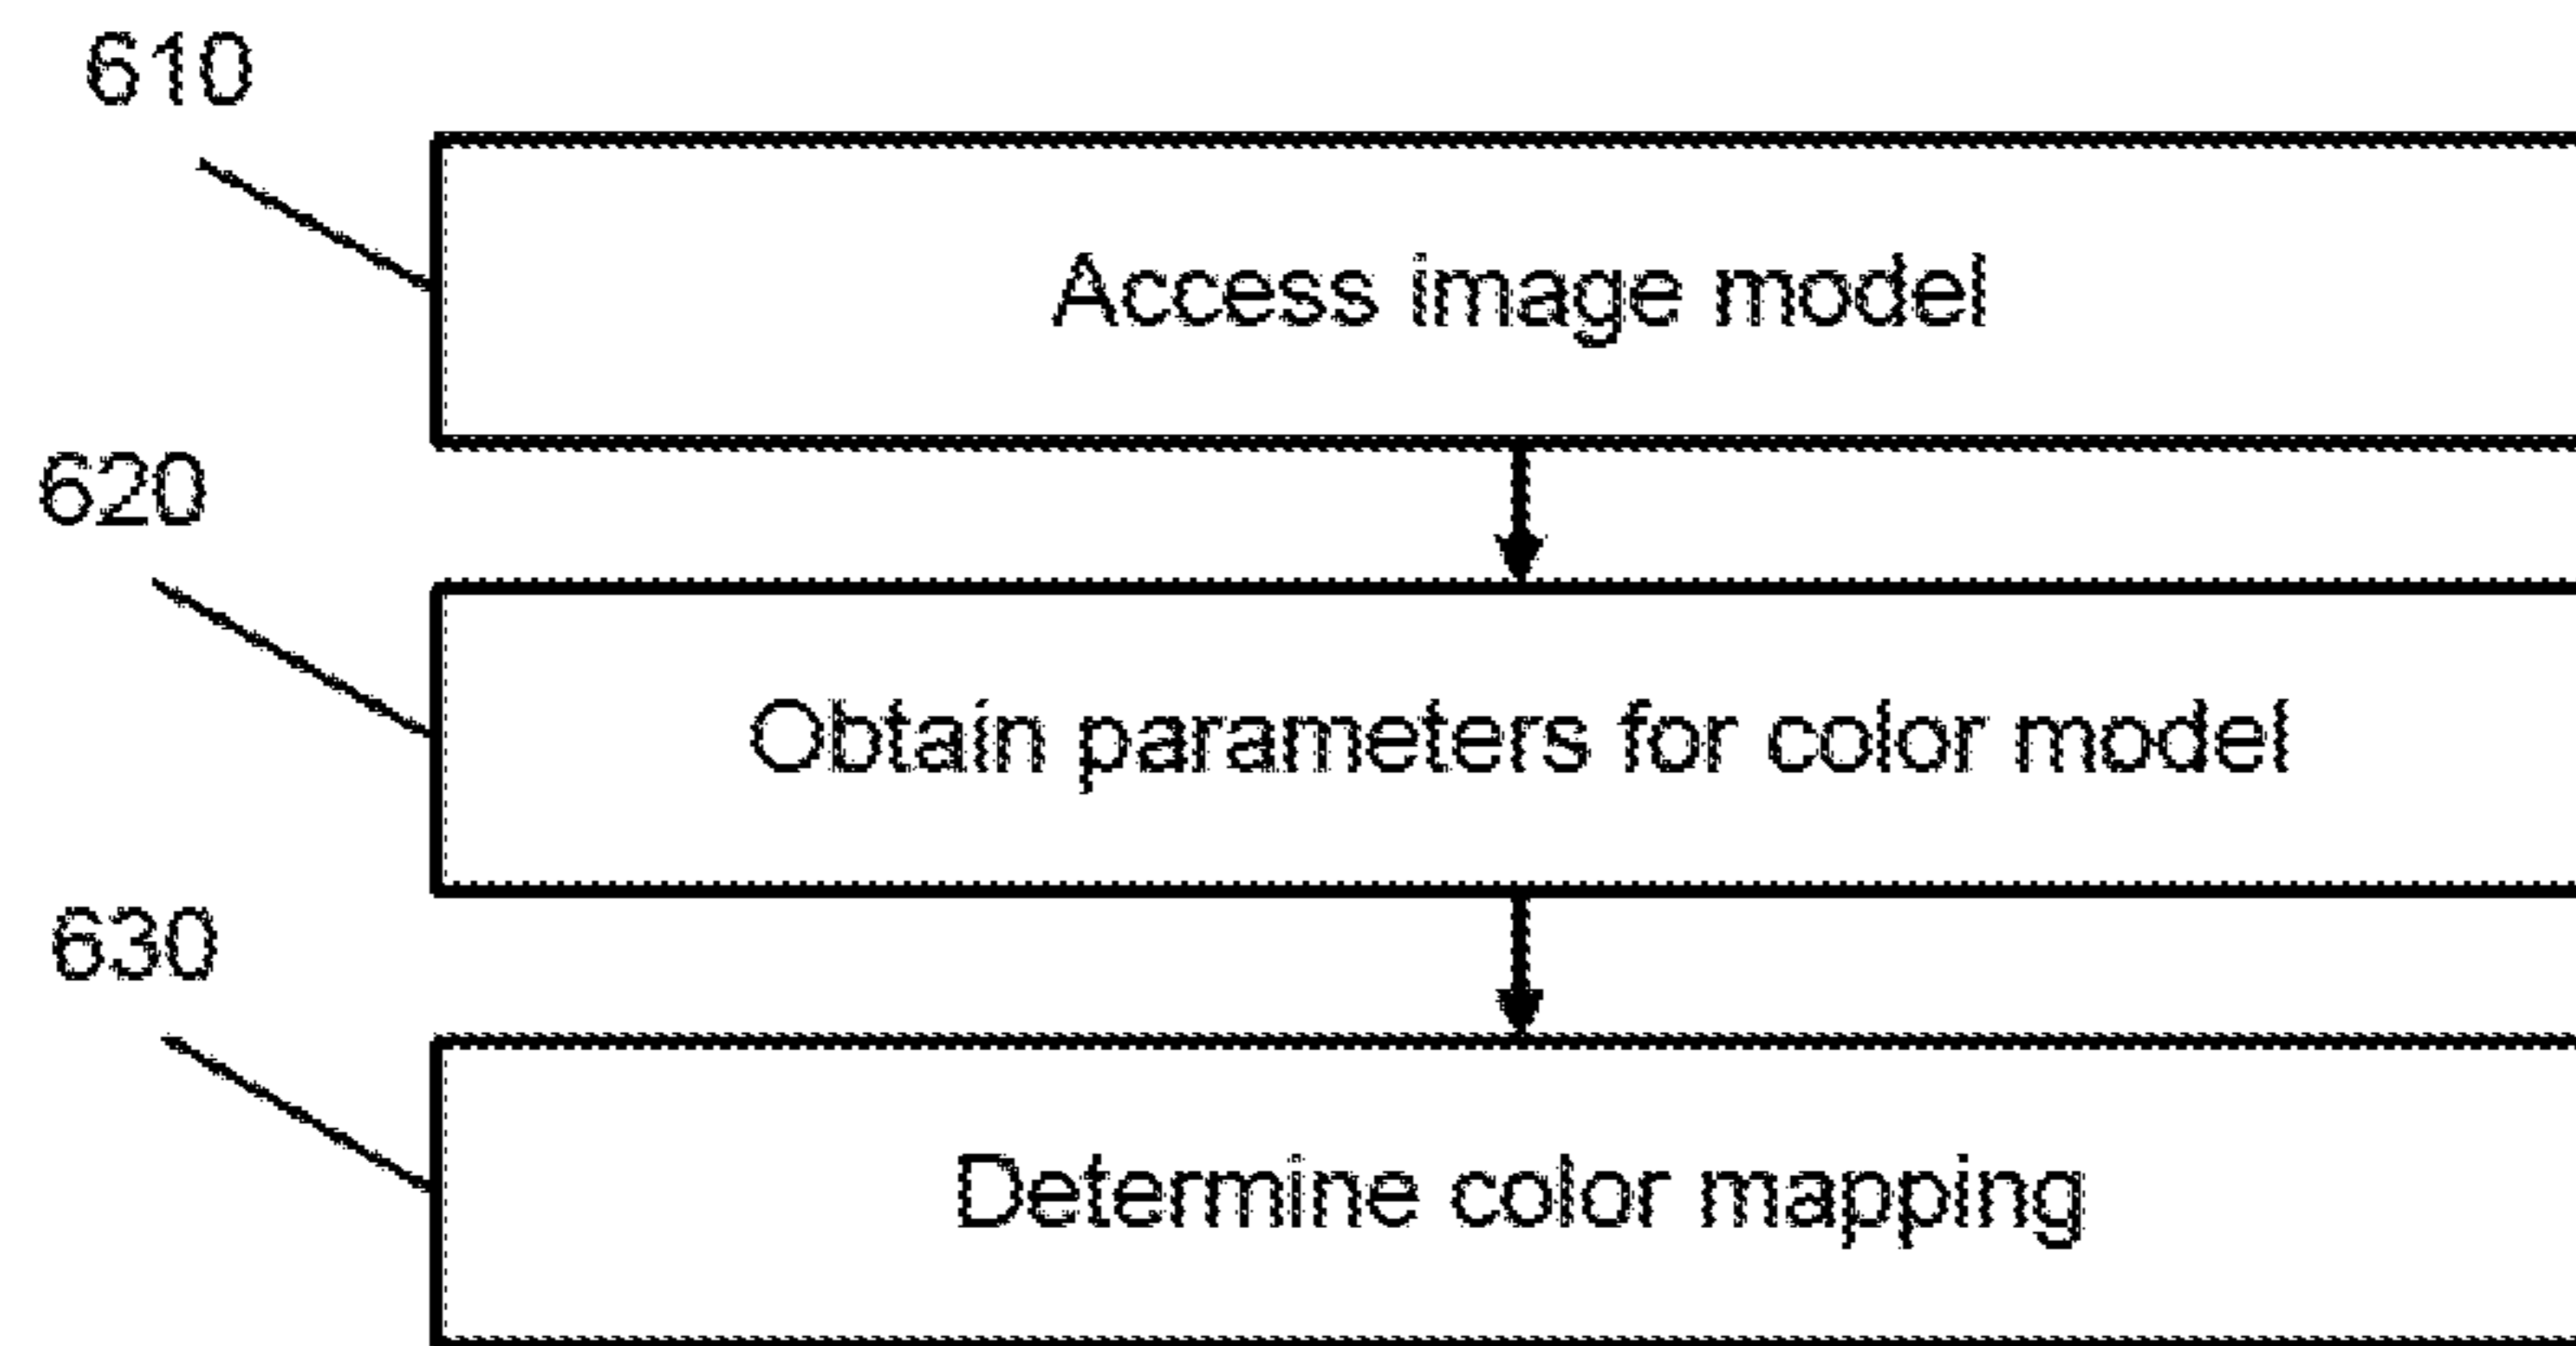 610
Access image model
620
Obtain parameters for color model
630
Determine color mapping